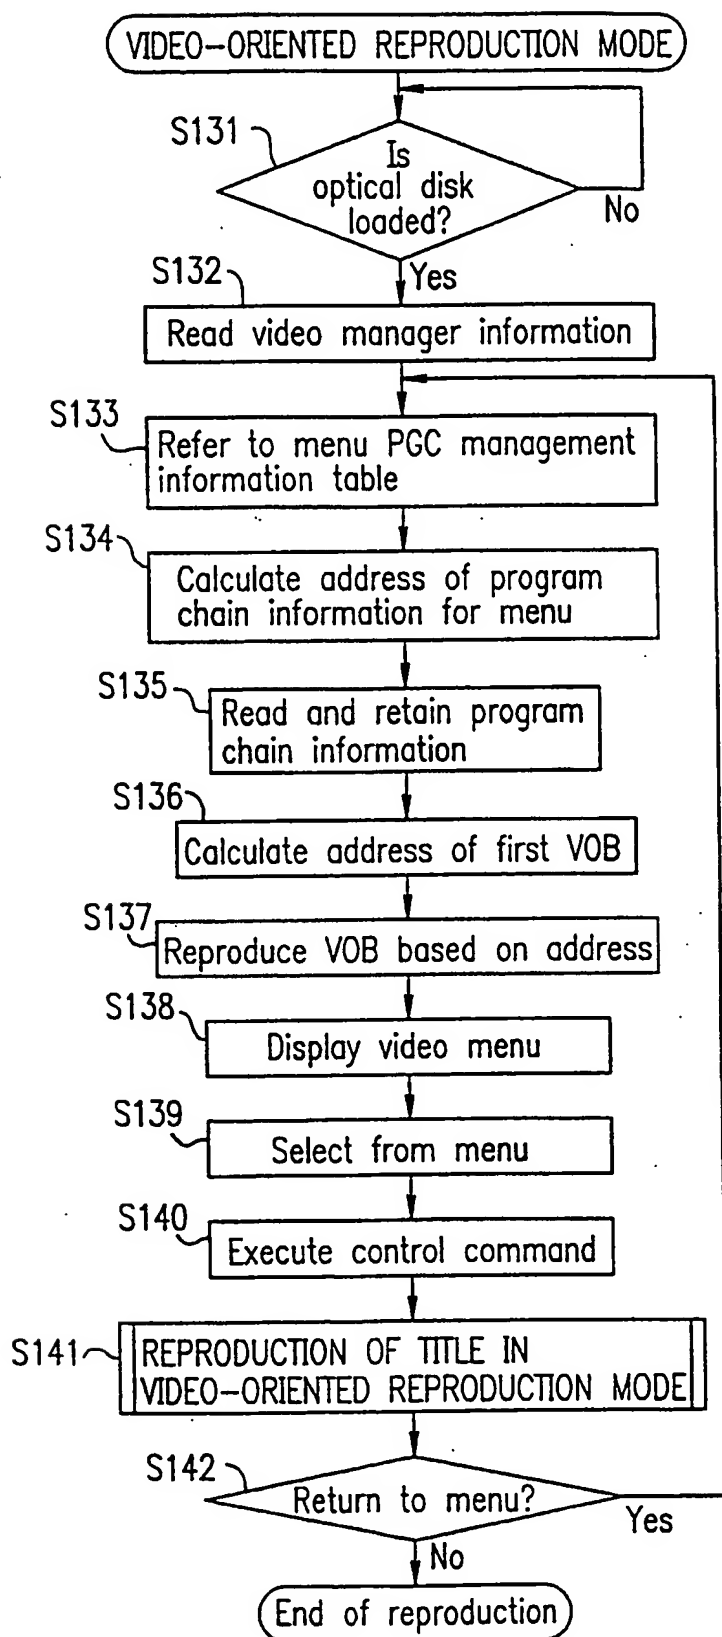 VIDEO-ORIENTED REPRODUCTION MODE
S131
Is
optical disk
loaded?
No
Yes
S132
Read video manager information
S133
Refer to menu PGC management
information table
S134
Calculate address of program
chain information for menu
S135
Read and retain program
chain information
S136
Calculate address of first VOB
S137
Reproduce VOB based on address
S138
Display video menu
S139
Select from menu
S140
Execute control command
S141
REPRODUCTION OF TITLE IN
VIDEO-ORIENTED REPRODUCTION MODE
S142
Return to menu?
Yes
No
End of reproduction